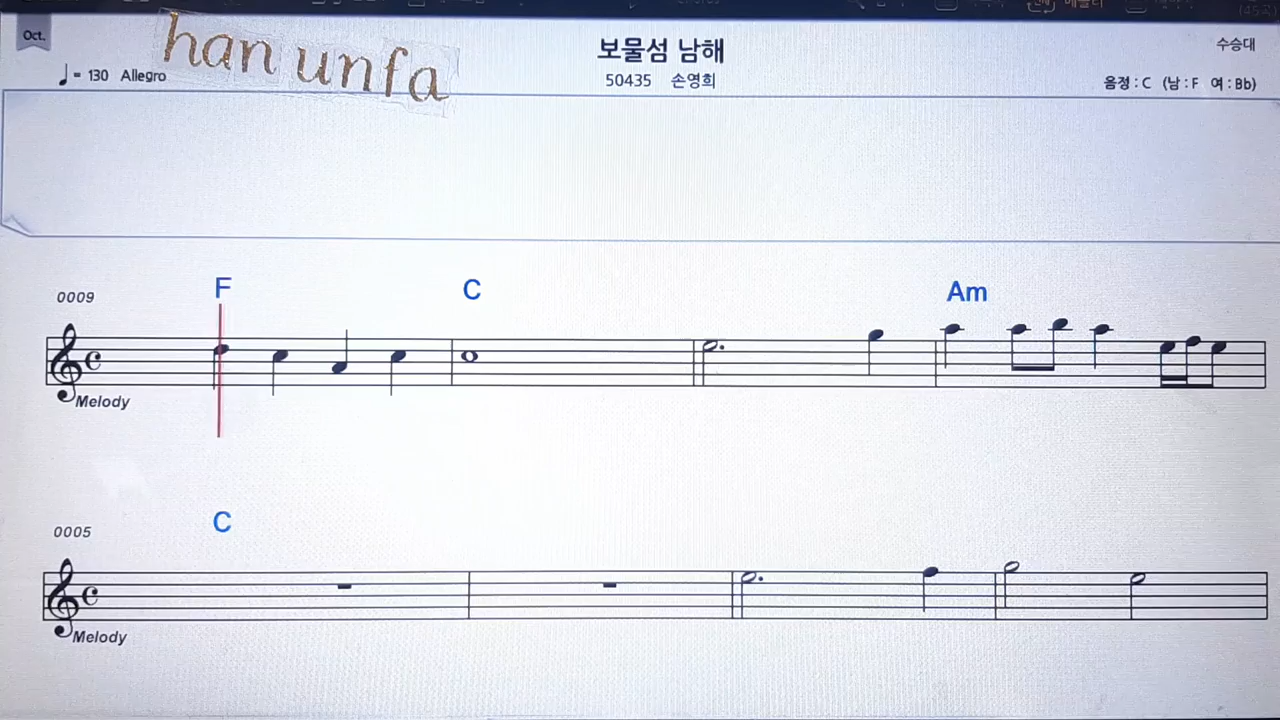 Oct.
han unfa
보물섬 남해
수승대
♩= 130 Allegro
50435 손영희
음정 : C (남 : F 여 : Bb)
0009
F C Am
Melody
0005
C
Melody